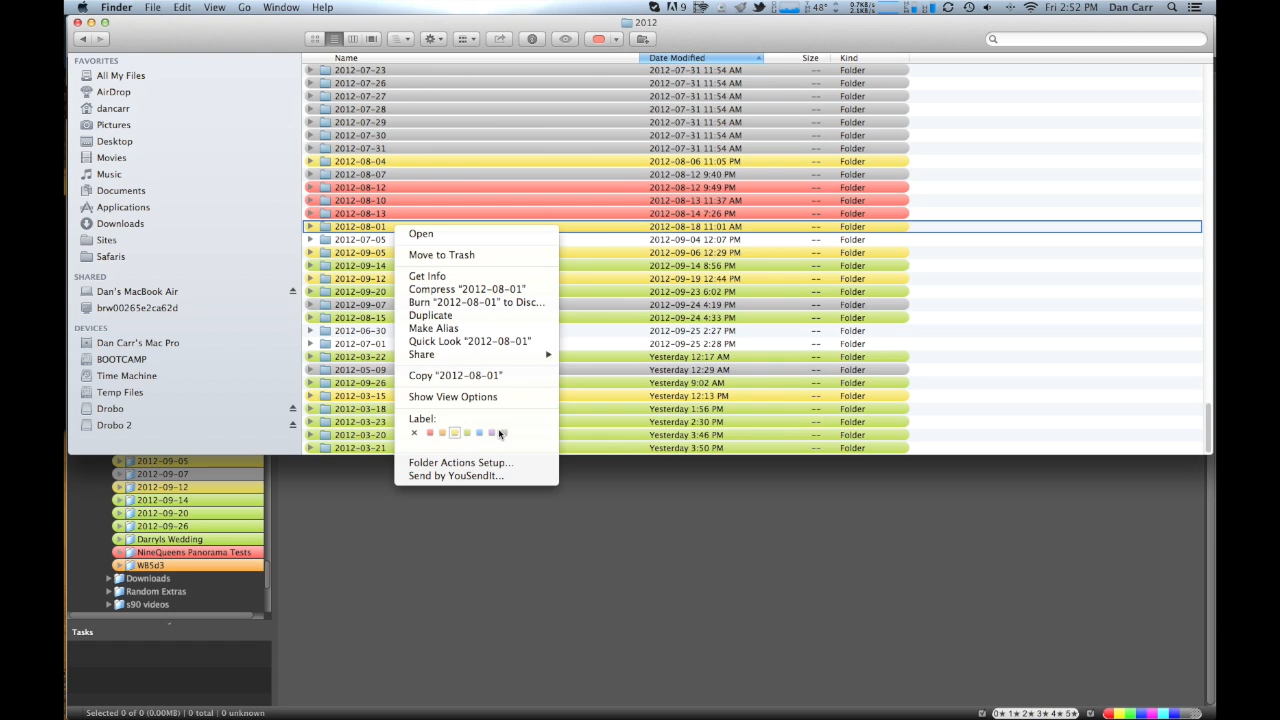 Finder File Edit View Go Window Help 9 48° 0.7KB/s Fri 2:52 PM Dan Carr
2012
FAVORITES
All My Files
AirDrop
dancarr
Pictures
Desktop
Movies
Music
Documents
Applications
Downloads
Sites
Safaris
SHARED
Dan's MacBook Air
brw00265e2ca62d
DEVICES
Dan Carr's Mac Pro
BOOTCAMP
Time Machine
Temp Files
Drobo
Drobo 2
Name Date Modified Size Kind
2012-07-23 2012-07-31 11:54 AM -- Folder
2012-07-26 2012-07-31 11:54 AM -- Folder
2012-07-27 2012-07-31 11:54 AM -- Folder
2012-07-28 2012-07-31 11:54 AM -- Folder
2012-07-29 2012-07-31 11:54 AM -- Folder
2012-07-30 2012-07-31 11:54 AM -- Folder
2012-07-31 2012-07-31 11:54 AM -- Folder
2012-08-04 2012-08-06 11:05 PM -- Folder
2012-08-07 2012-08-12 9:40 PM -- Folder
2012-08-12 2012-08-12 9:49 PM -- Folder
2012-08-10 2012-08-13 11:37 AM -- Folder
2012-08-13 2012-08-14 7:26 PM -- Folder
2012-08-01 2012-08-18 11:01 AM -- Folder
2012-07-05 2012-09-04 12:07 PM -- Folder
2012-09-05 2012-09-06 12:29 PM -- Folder
2012-09-14 2012-09-14 8:56 PM -- Folder
2012-09-12 2012-09-19 12:44 PM -- Folder
2012-09-20 2012-09-23 6:02 PM -- Folder
2012-09-07 2012-09-24 4:19 PM -- Folder
2012-08-15 2012-09-24 4:39 PM -- Folder
2012-06-30 2012-09-25 2:27 PM -- Folder
2012-07-01 2012-09-25 2:37 PM -- Folder
2012-03-22 Yesterday 12:17 AM -- Folder
2012-05-09 Yesterday 12:29 AM -- Folder
2012-09-26 Yesterday 9:02 AM -- Folder
2012-03-15 Yesterday 12:13 PM -- Folder
2012-03-18 Yesterday 1:56 PM -- Folder
2012-03-23 Yesterday 2:30 PM -- Folder
2012-03-20 Yesterday 3:46 PM -- Folder
2012-03-21 Yesterday 3:50 PM -- Folder
Open
Move to Trash
Get Info
Compress "2012-08-01"
Burn "2012-08-01" to Disc...
Duplicate
Make Alias
Quick Look "2012-08-01"
Share
Copy "2012-08-01"
Show View Options
Label:
Folder Actions Setup...
Send by YouSendIt...
2012-09-05
2012-09-07
2012-09-12
2012-09-14
2012-09-20
2012-09-26
Darryls Wedding
NineQueens Panorama Tests
WB5d3
Downloads
Random Extras
s90 videos
Tasks
Selected 0 of 0 (0.00MB) | 0 total | 0 unknown
0★ 1★ 2★ 3★ 4★ 5★